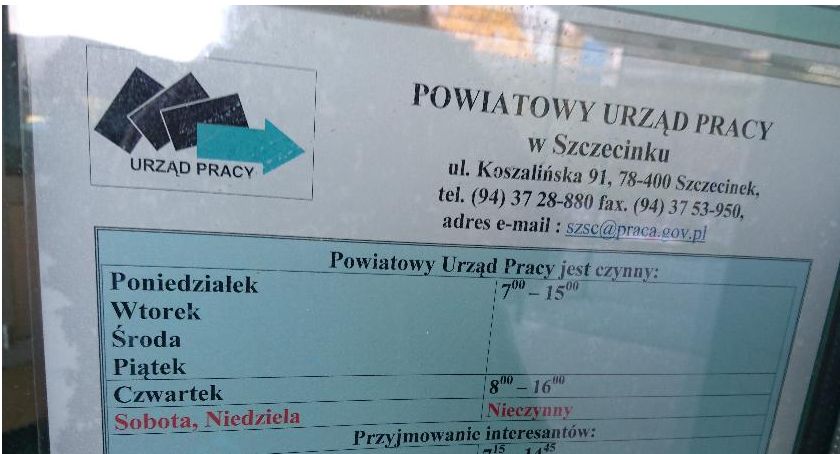 URZĄD PRACY
POWIATOWY URZĄD PRACY
w Szczecinku
ul. Koszalińska 91, 78-400 Szczecinek,
tel. (94) 37 28-880 fax. (94) 37 53-950,
adres e-mail : szsc@praca.gov.pl
Powiatowy Urząd Pracy jest czynny:
Poniedziałek 7⁰⁰ – 15⁰⁰
Wtorek
Środa
Piątek
Czwartek 8⁰⁰ – 16⁰⁰
Sobota, Niedziela Nieczynny
Przyjmowanie interesantów: